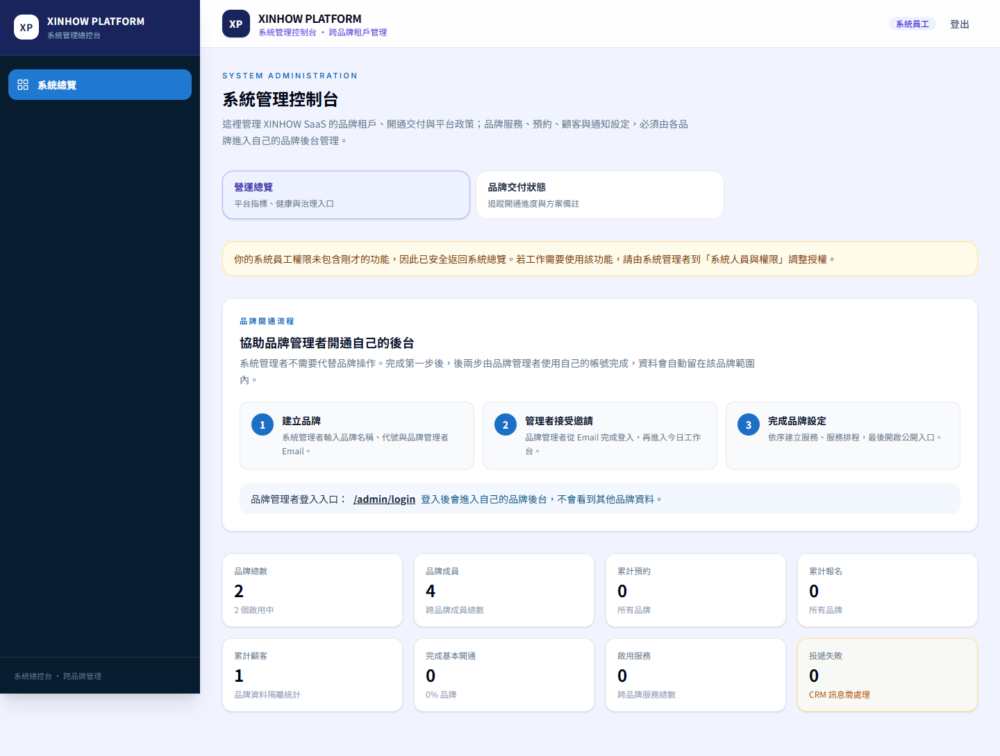 XP
XINHOW PLATFORM
系統管理總控台
系統總覽
系統總控台 · 跨品牌管理
XP
XINHOW PLATFORM
系統管理控制台 · 跨品牌租戶管理
系統員工
登出
SYSTEM ADMINISTRATION
系統管理控制台
這裡管理 XINHOW SaaS 的品牌租戶、開通交付與平台政策；品牌服務、預約、顧客與通知設定，必須由各品
牌進入自己的品牌後台管理。
營運總覽
平台指標、健康與治理入口
品牌交付狀態
追蹤開通進度與方案備註
你的系統員工權限未包含剛才的功能，因此已安全返回系統總覽。若工作需要使用該功能，請由系統管理者到「系統人員與權限」調整授權。
品牌開通流程
協助品牌管理者開通自己的後台
系統管理者不需要代替品牌操作。完成第一步後，後兩步由品牌管理者使用自己的帳號完成，資料會自動留在該品牌範圍
內。
1
建立品牌
系統管理者輸入品牌名稱、代號與品牌管理者
Email。
2
管理者接受邀請
品牌管理者從 Email 完成登入，再進入今日工作
台。
3
完成品牌設定
依序建立服務、服務排程，最後開啟公開入口。
品牌管理者登入入口： /admin/login 登入後會進入自己的品牌後台，不會看到其他品牌資料。
品牌總數
2
2 個啟用中
品牌成員
4
跨品牌成員總數
累計預約
0
所有品牌
累計報名
0
所有品牌
累計顧客
1
品牌資料隔離統計
完成基本開通
0
0% 品牌
啟用服務
0
跨品牌服務總數
投遞失敗
0
CRM 訊息需處理